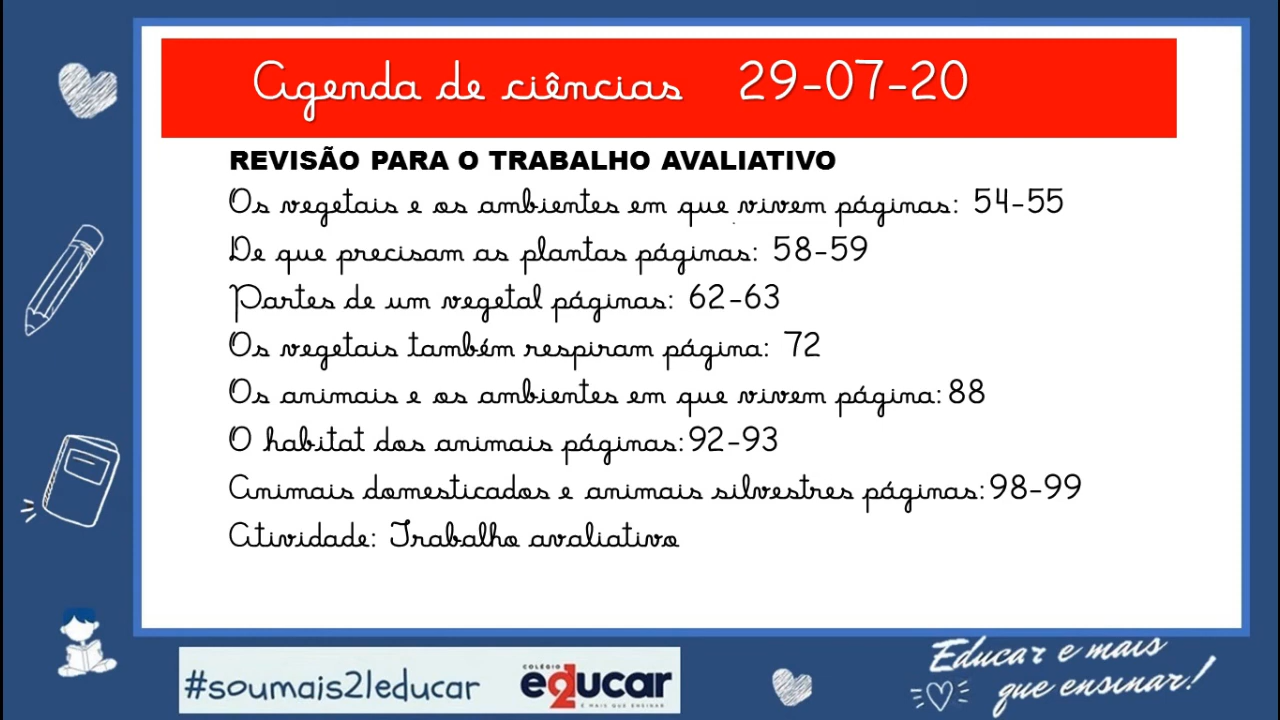 Agenda de ciências 29-07-20
REVISÃO PARA O TRABALHO AVALIATIVO
Os vegetais e os ambientes em que vivem páginas: 54-55
De que precisam as plantas páginas: 58-59
Partes de um vegetal páginas: 62-63
Os vegetais também respiram página: 72
Os animais e os ambientes em que vivem página: 88
O habitat dos animais páginas: 92-93
Animais domesticados e animais silvestres páginas: 98-99
Atividade: Trabalho avaliativo
#soumais21educar
COLÉGIO
educar
É MAIS QUE ENSINAR
Educar e mais
que ensinar!